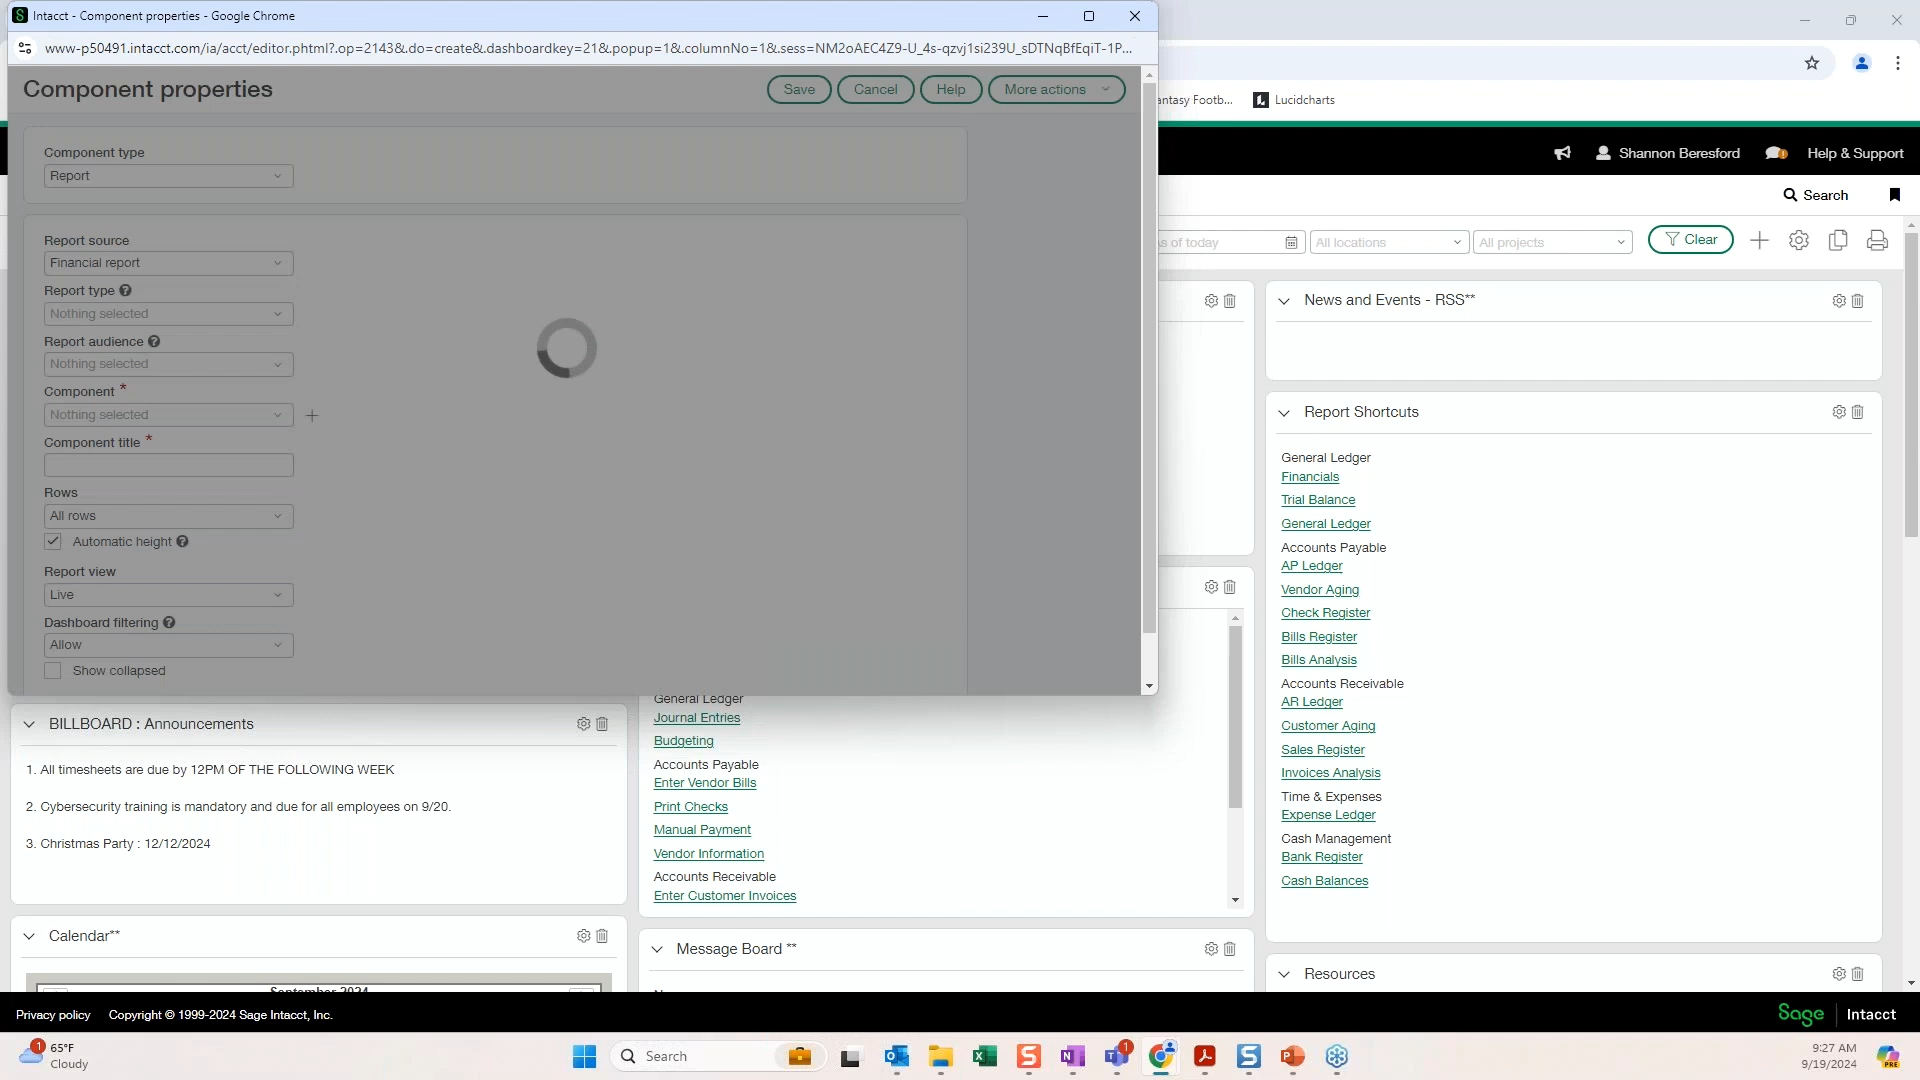 Intacct - Component properties - Google Chrome
www-p50491.intacct.com/ia/acct/editor.phtml?.op=2143&.do=create&.dashboardkey=21&.popup=1&.columnNo=1&.sess=NM2oAEC4Z9-U_4s-qzvj1si239U_sDTNqBfEqiT-1P...
Component properties
Save
Cancel
Help
More actions
Component type
Report
Report source
Financial report
Report type
Nothing selected
Report audience
Nothing selected
Component *
Nothing selected
Component title *
Rows
All rows
Automatic height
Report view
Live
Dashboard filtering
Allow
Show collapsed
antasy Footb...
Lucidcharts
Shannon Beresford
Help & Support
Search
s of today
All locations
All projects
Clear
BILLBOARD : Announcements
1. All timesheets are due by 12PM OF THE FOLLOWING WEEK
2. Cybersecurity training is mandatory and due for all employees on 9/20.
3. Christmas Party : 12/12/2024
Calendar**
September 2024
General Ledger
Journal Entries
Budgeting
Accounts Payable
Enter Vendor Bills
Print Checks
Manual Payment
Vendor Information
Accounts Receivable
Enter Customer Invoices
Message Board **
News and Events - RSS**
Report Shortcuts
General Ledger
Financials
Trial Balance
General Ledger
Accounts Payable
AP Ledger
Vendor Aging
Check Register
Bills Register
Bills Analysis
Accounts Receivable
AR Ledger
Customer Aging
Sales Register
Invoices Analysis
Time & Expenses
Expense Ledger
Cash Management
Bank Register
Cash Balances
Resources
Privacy policy
Copyright © 1999-2024 Sage Intacct, Inc.
Sage
Intacct
1
65°F
Cloudy
Search
1
9:27 AM
9/19/2024
PRE